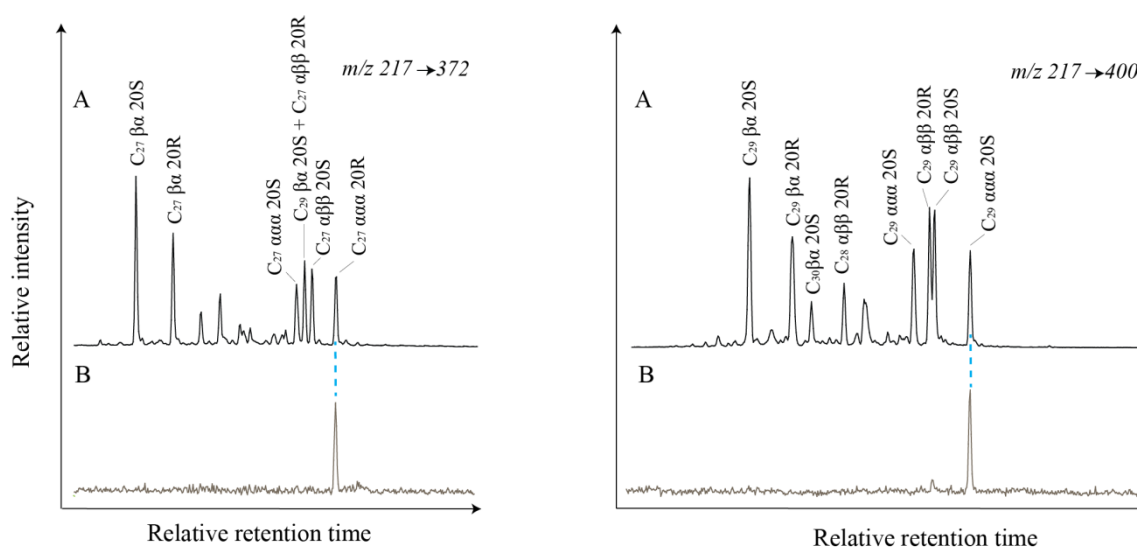 m/z 217→372
A
C₂₇ βα 20S
C₂₇ βα 20R
C₂₇ ααα 20S
C₂₉ βα 20S + C₂₇ αββ 20R
C₂₇ αββ 20S
C₂₇ ααα 20R
B
Relative intensity
Relative retention time
m/z 217→400
A
C₂₉ βα 20S
C₂₉ βα 20R
C₃₀βα 20S
C₂₈ αββ 20R
C₂₉ ααα 20S
C₂₉ αββ 20R
C₂₉ αββ 20S
C₂₉ ααα 20S
B
Relative retention time